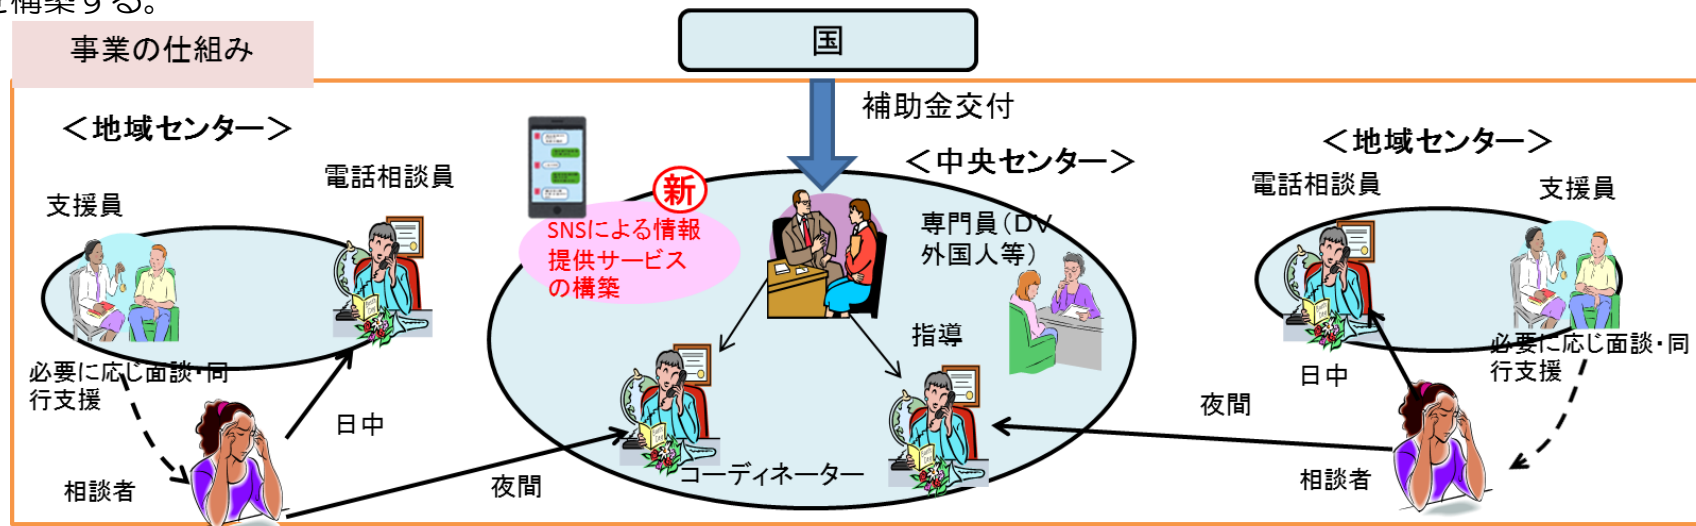 を構築する。
事業の仕組み
国
補助金交付
＜地域センター＞
支援員
電話相談員
必要に応じ面談・同
行支援
日中
相談者
夜間
新
SNSによる情報
提供サービス
の構築
＜中央センター＞
専門員（DV
外国人等）
指導
コーディネーター
＜地域センター＞
電話相談員
支援員
必要に応じ面談・同
行支援
日中
夜間
相談者